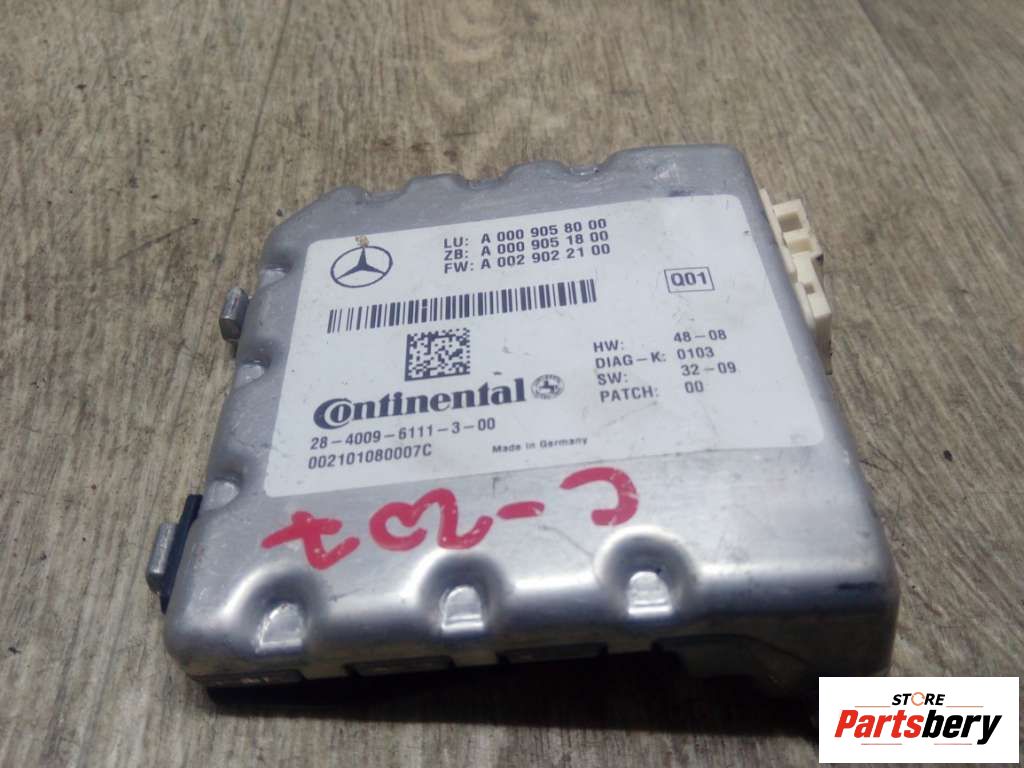 LU: A 000 905 80 00
ZB: A 000 905 18 00
FW: A 002 902 21 00
Q01
HW: 48-08
DIAG-K: 0103
SW: 32-09
PATCH: 00
Continental
28-4009-6111-3-00
002101080007C
Made in Germany
C-207
STORE
Partsbery